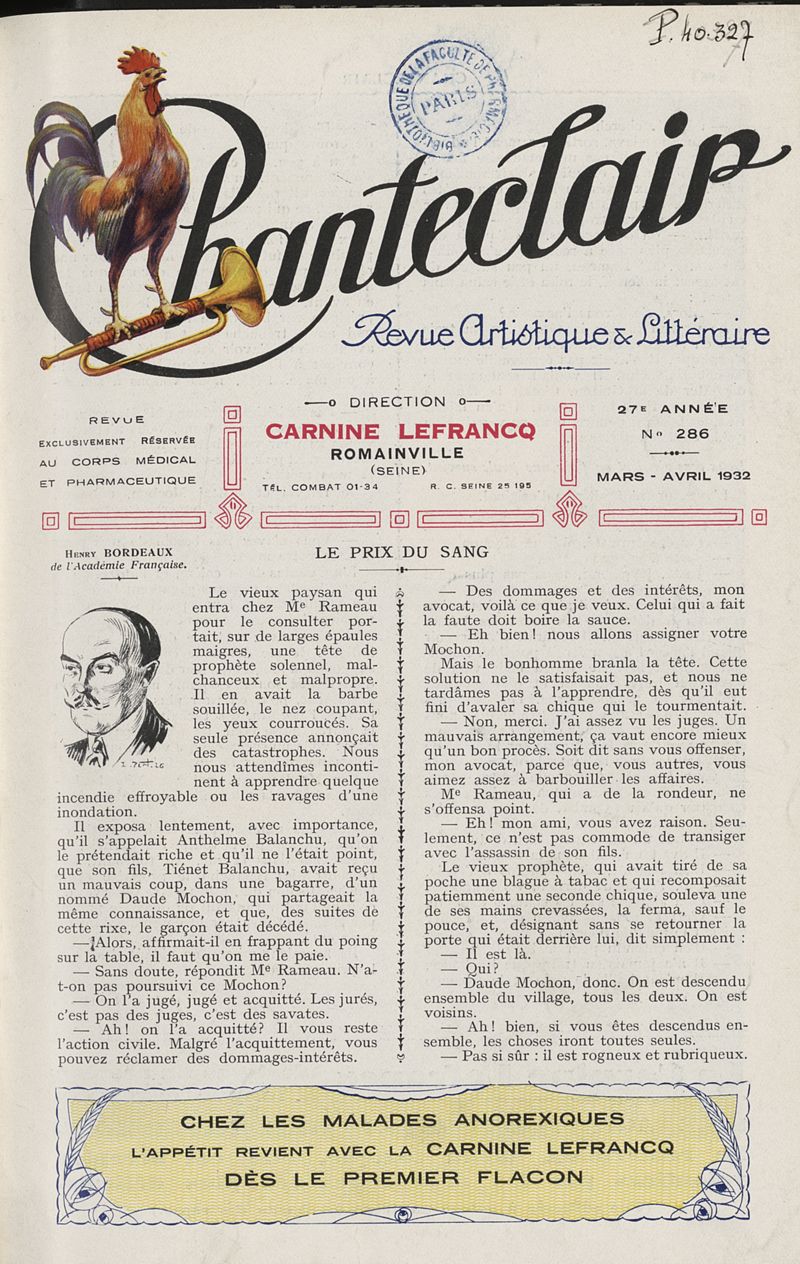 P. 40.327
BIBLIOTHEQUE DE LA FACULTÉ DE PHARMACIE
PARIS
Chanteclair
Revue Artistique & Littéraire
REVUE
EXCLUSIVEMENT RÉSERVÉE
AU CORPS MÉDICAL
ET PHARMACEUTIQUE
DIRECTION
CARNINE LEFRANCQ
ROMAINVILLE
(SEINE)
TÉL. COMBAT 01-34 R. C. SEINE 25 195
27E ANNÉE
No 286
MARS - AVRIL 1932
Henry BORDEAUX
de l'Académie Française.
LE PRIX DU SANG
Le vieux paysan qui
entra chez Me Rameau
pour le consulter por-
tait, sur de larges épaules
maigres, une tête de
prophète solennel, mal-
chanceux et malpropre.
Il en avait la barbe
souillée, le nez coupant,
les yeux courroucés. Sa
seule présence annonçait
des catastrophes. Nous
nous attendîmes inconti-
nent à apprendre quelque
incendie effroyable ou les ravages d'une
inondation.
Il exposa lentement, avec importance,
qu'il s'appelait Anthelme Balanchu, qu'on
le prétendait riche et qu'il ne l'était point,
que son fils, Tiénet Balanchu, avait reçu
un mauvais coup, dans une bagarre, d'un
nommé Daude Mochon, qui partageait la
même connaissance, et que, des suites de
cette rixe, le garçon était décédé.
— Alors, affirmait-il en frappant du poing
sur la table, il faut qu'on me le paie.
— Sans doute, répondit Me Rameau. N'a-
t-on pas poursuivi ce Mochon?
— On l'a jugé, jugé et acquitté. Les jurés,
c'est pas des juges, c'est des savates.
— Ah! on l'a acquitté? Il vous reste
l'action civile. Malgré l'acquittement, vous
pouvez réclamer des dommages-intérêts.
— Des dommages et des intérêts, mon
avocat, voilà ce que je veux. Celui qui a fait
la faute doit boire la sauce.
— Eh bien! nous allons assigner votre
Mochon.
Mais le bonhomme branla la tête. Cette
solution ne le satisfaisait pas, et nous ne
tardâmes pas à l'apprendre, dès qu'il eut
fini d'avaler sa chique qui le tourmentait.
— Non, merci. J'ai assez vu les juges. Un
mauvais arrangement, ça vaut encore mieux
qu'un bon procès. Soit dit sans vous offenser,
mon avocat, parce que, vous autres, vous
aimez assez à barbouiller les affaires.
Me Rameau, qui a de la rondeur, ne
s'offensa point.
— Eh! mon ami, vous avez raison. Seu-
lement, ce n'est pas commode de transiger
avec l'assassin de son fils.
Le vieux prophète, qui avait tiré de sa
poche une blague à tabac et qui recomposait
patiemment une seconde chique, souleva une
de ses mains crevassées, la ferma, sauf le
pouce, et, désignant sans se retourner la
porte qui était derrière lui, dit simplement :
— Il est là.
— Qui?
— Daude Mochon, donc. On est descendu
ensemble du village, tous les deux. On est
voisins.
— Ah! bien, si vous êtes descendus en-
semble, les choses iront toutes seules.
— Pas si sûr : il est rogneux et rubriqueux.
CHEZ LES MALADES ANOREXIQUES
L'APPÉTIT REVIENT AVEC LA CARNINE LEFRANCQ
DÈS LE PREMIER FLACON